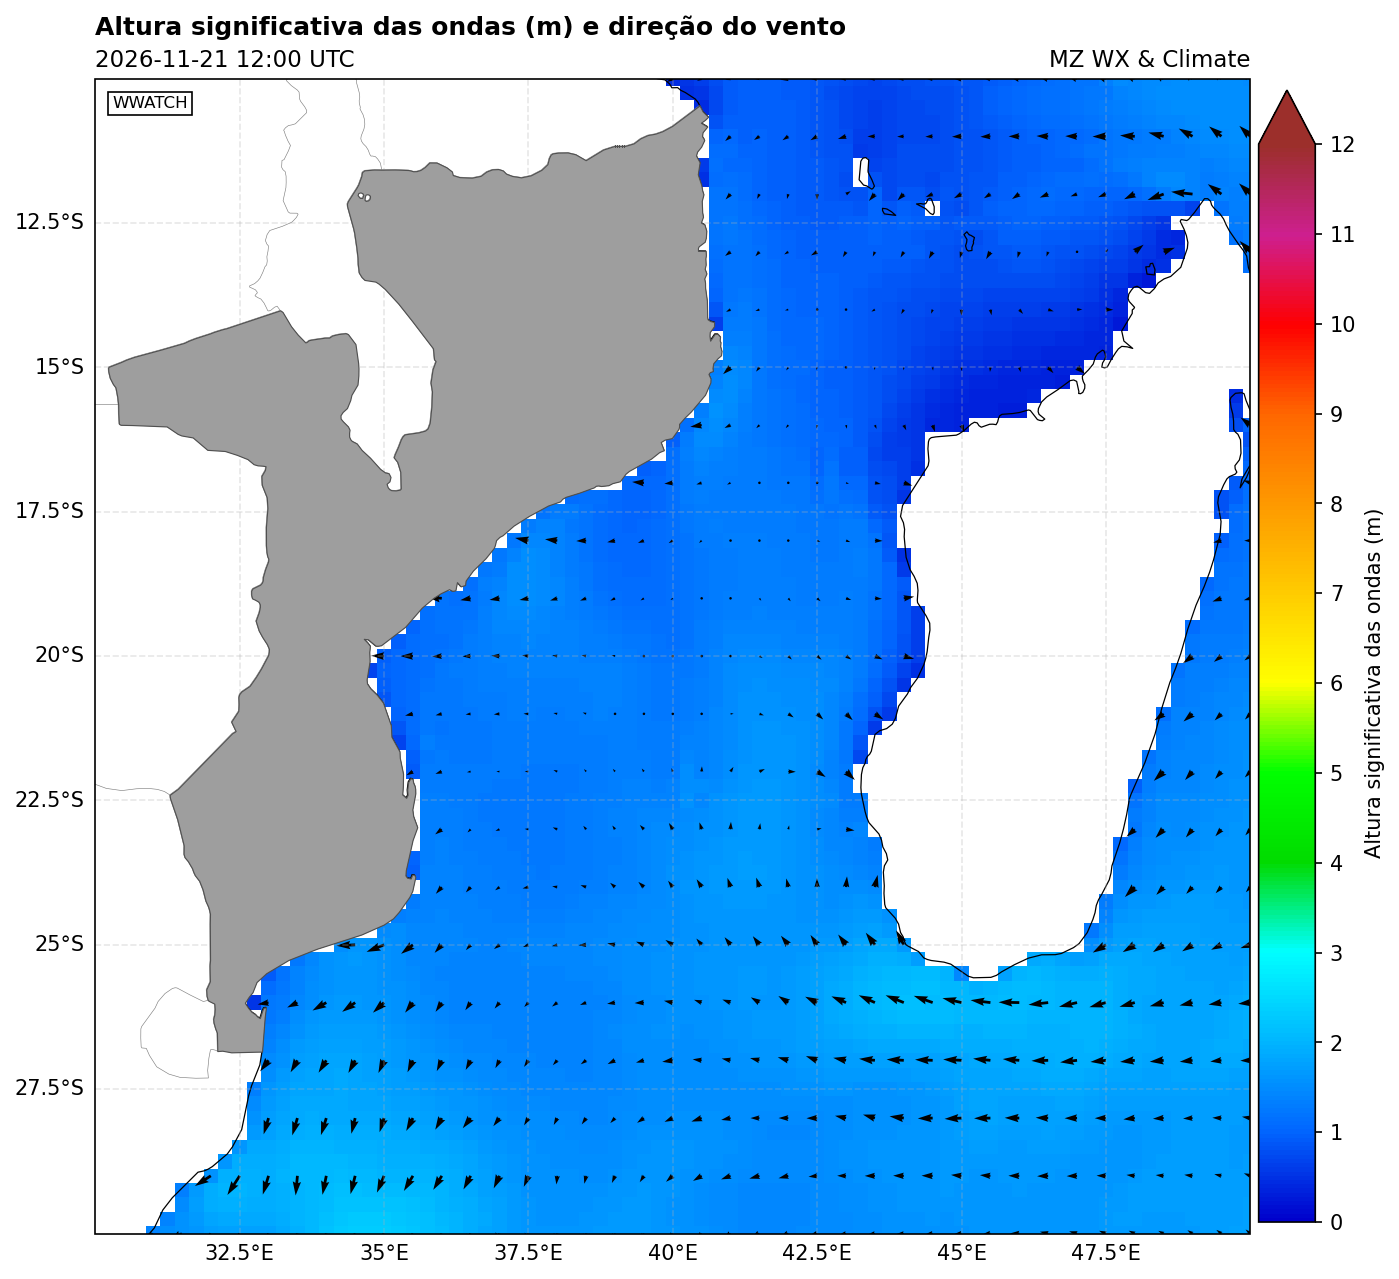 Altura significativa das ondas (m) e direção do vento
2026-11-21 12:00 UTC
MZ WX & Climate
WWATCH
12.5°S
15°S
17.5°S
20°S
22.5°S
25°S
27.5°S
32.5°E
35°E
37.5°E
40°E
42.5°E
45°E
47.5°E
12
11
10
9
8
7
6
5
4
3
2
1
0
Altura significativa das ondas (m)